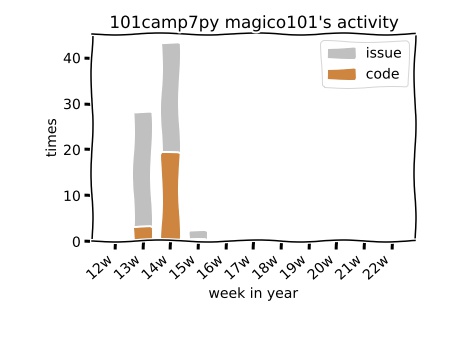 101camp7py magico101's activity
issue
code
40
30
20
10
0
times
12w 13w 14w 15w 16w 17w 18w 19w 20w 21w 22w
week in year